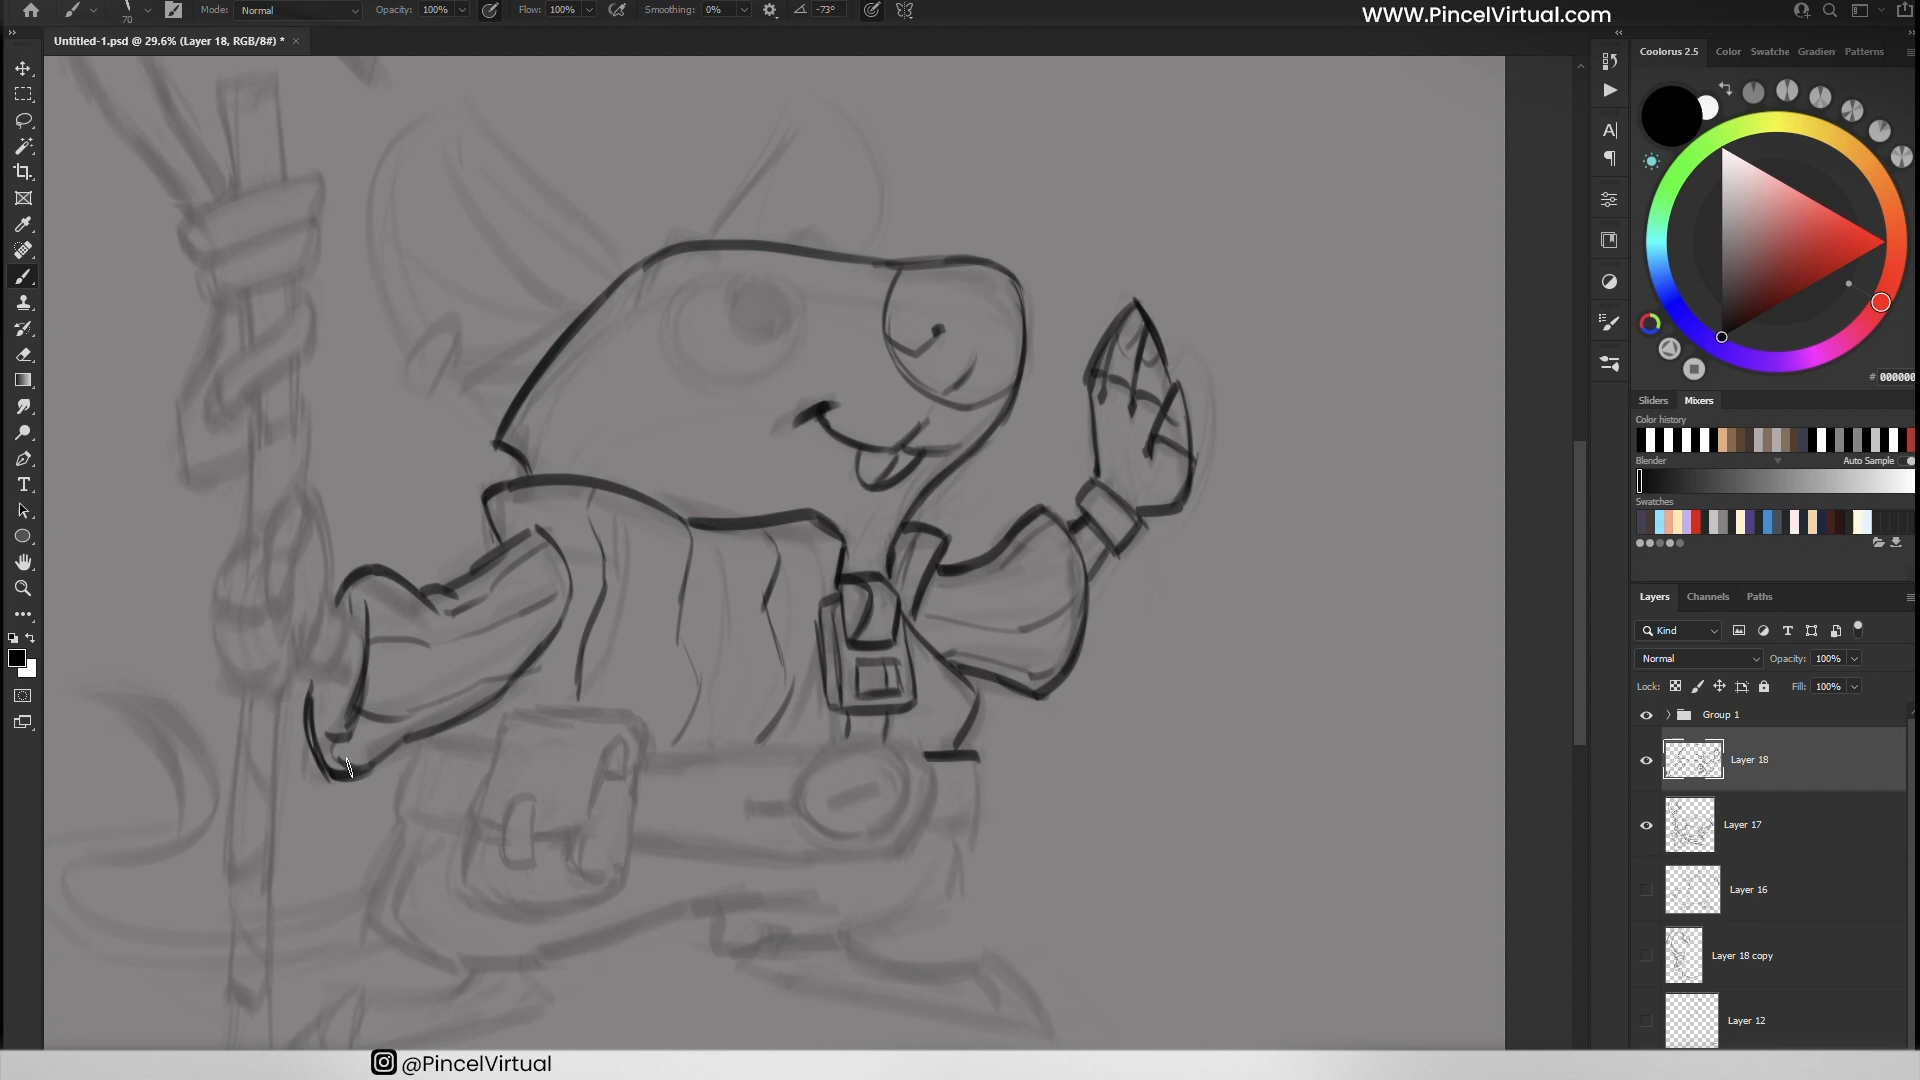 70
Mode: Normal
Opacity: 100%
Flow: 100%
Smoothing: 0%
-73°
WWW.PincelVirtual.com
Untitled-1.psd @ 29.6% (Layer 18, RGB/8#) * ×
Coolorus 2.5 Color Swatche Gradien Patterns
# 000000
Sliders Mixers
Color history
Blender Auto Sample
Swatches
Layers Channels Paths
Kind
Normal Opacity: 100%
Lock: Fill: 100%
Group 1
Layer 18
Layer 17
Layer 16
Layer 18 copy
Layer 12
@PincelVirtual